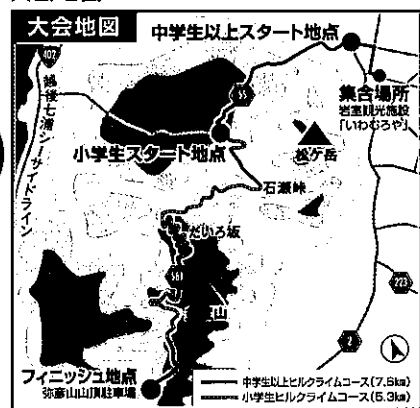 大会地図
中学生以上スタート地点
402
越後七浦シーサイドライン
55
集合場所
岩室観光施設
「いわむろや」
小学生スタート地点
松ケ岳
石瀬峠
だいろ坂
561
山
223
2
フィニッシュ地点
弥彦山山頂駐車場
中学生以上ヒルクライムコース(7.6km)
小学生ヒルクライムコース(5.3km)